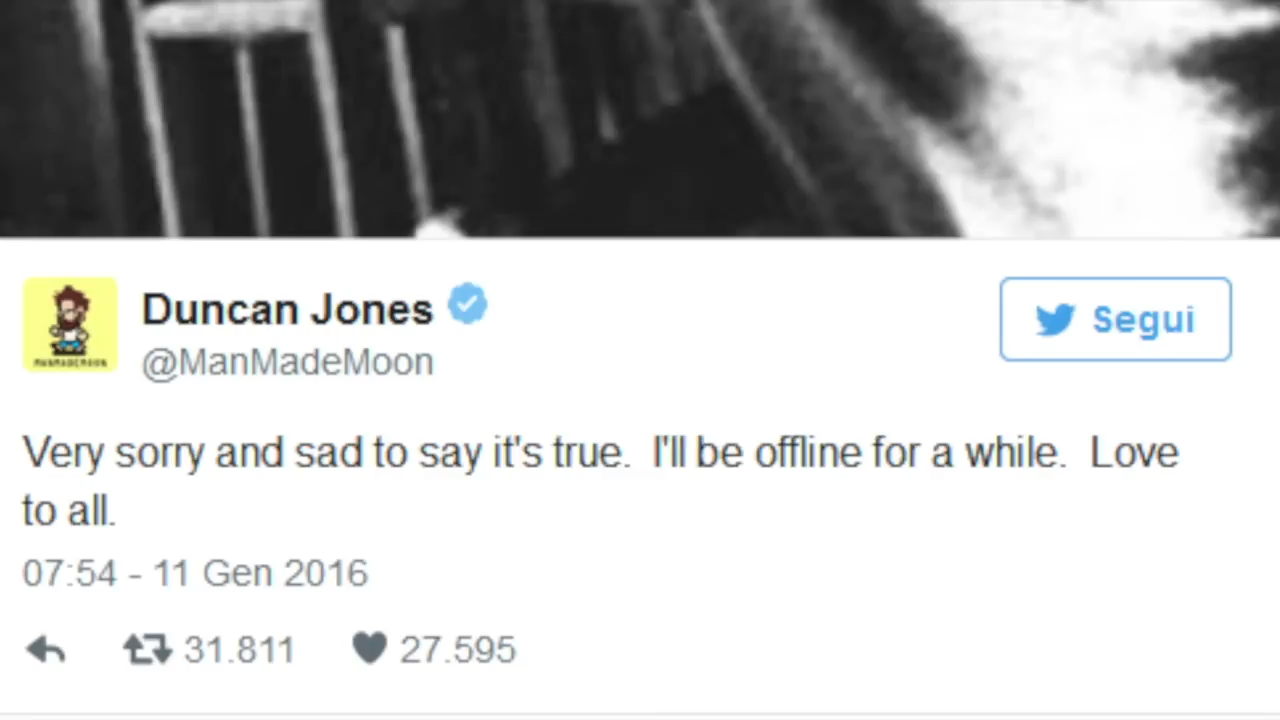 Duncan Jones
@ManMadeMoon
Segui
Very sorry and sad to say it's true. I'll be offline for a while. Love
to all.
07:54 - 11 Gen 2016
31.811 27.595
MANMADEMOON